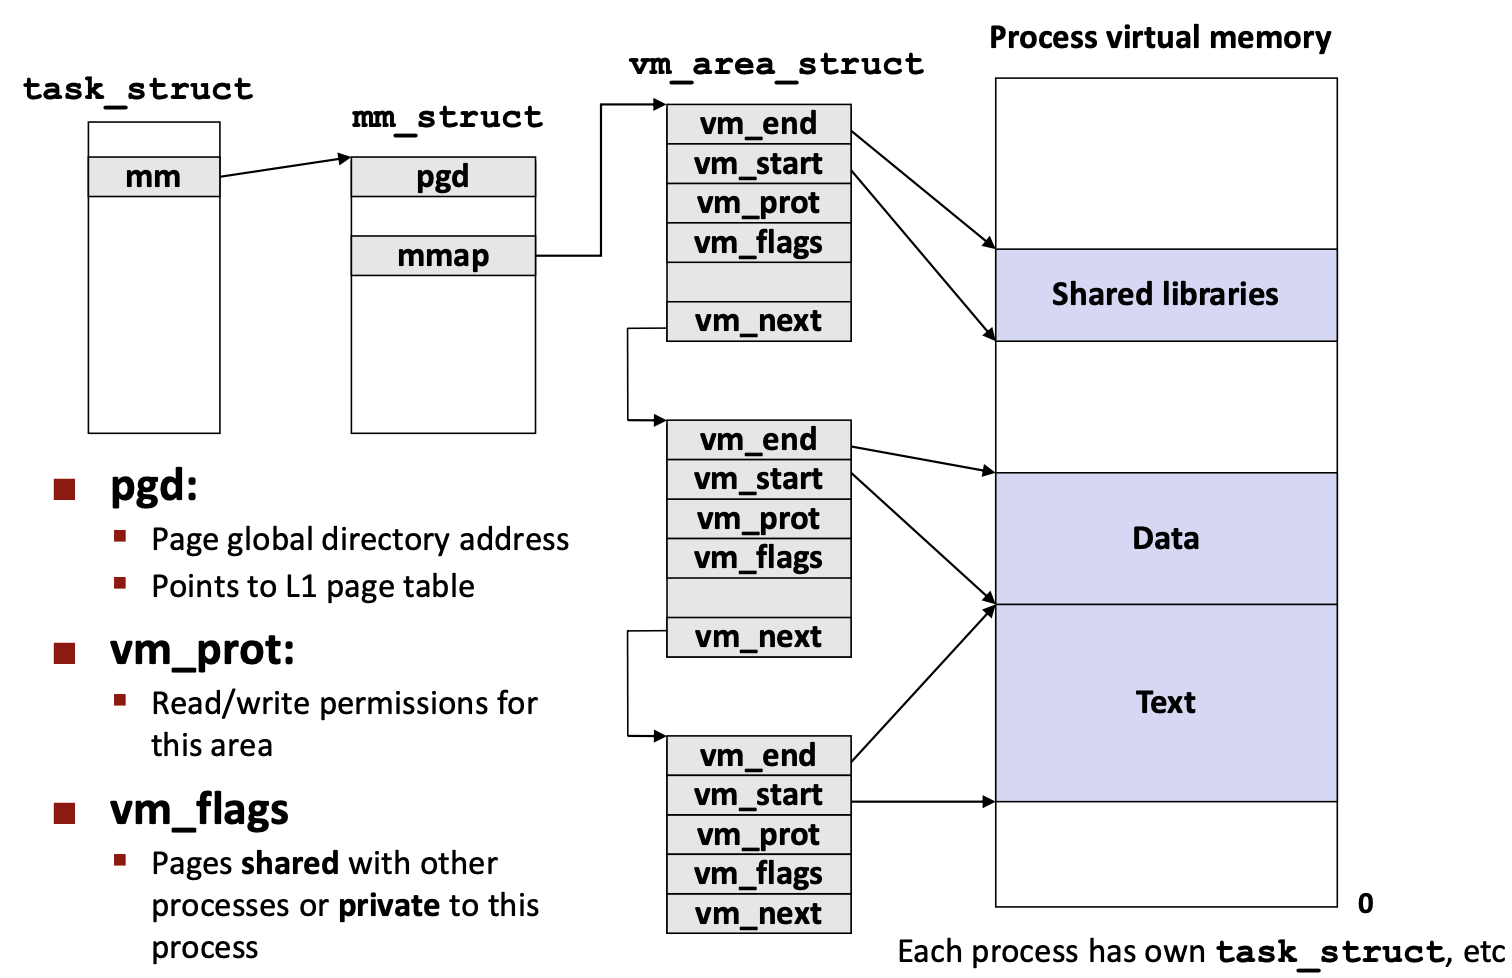 Process virtual memory
vm_area_struct
task_struct
mm_struct
mm
pgd
mmap
vm_end
vm_start
vm_prot
vm_flags
vm_next
Shared libraries
vm_end
vm_start
vm_prot
vm_flags
vm_next
Data
Text
vm_end
vm_start
vm_prot
vm_flags
vm_next
0
pgd:
Page global directory address
Points to L1 page table
vm_prot:
Read/write permissions for
this area
vm_flags
Pages shared with other
processes or private to this
process
Each process has own task_struct, etc